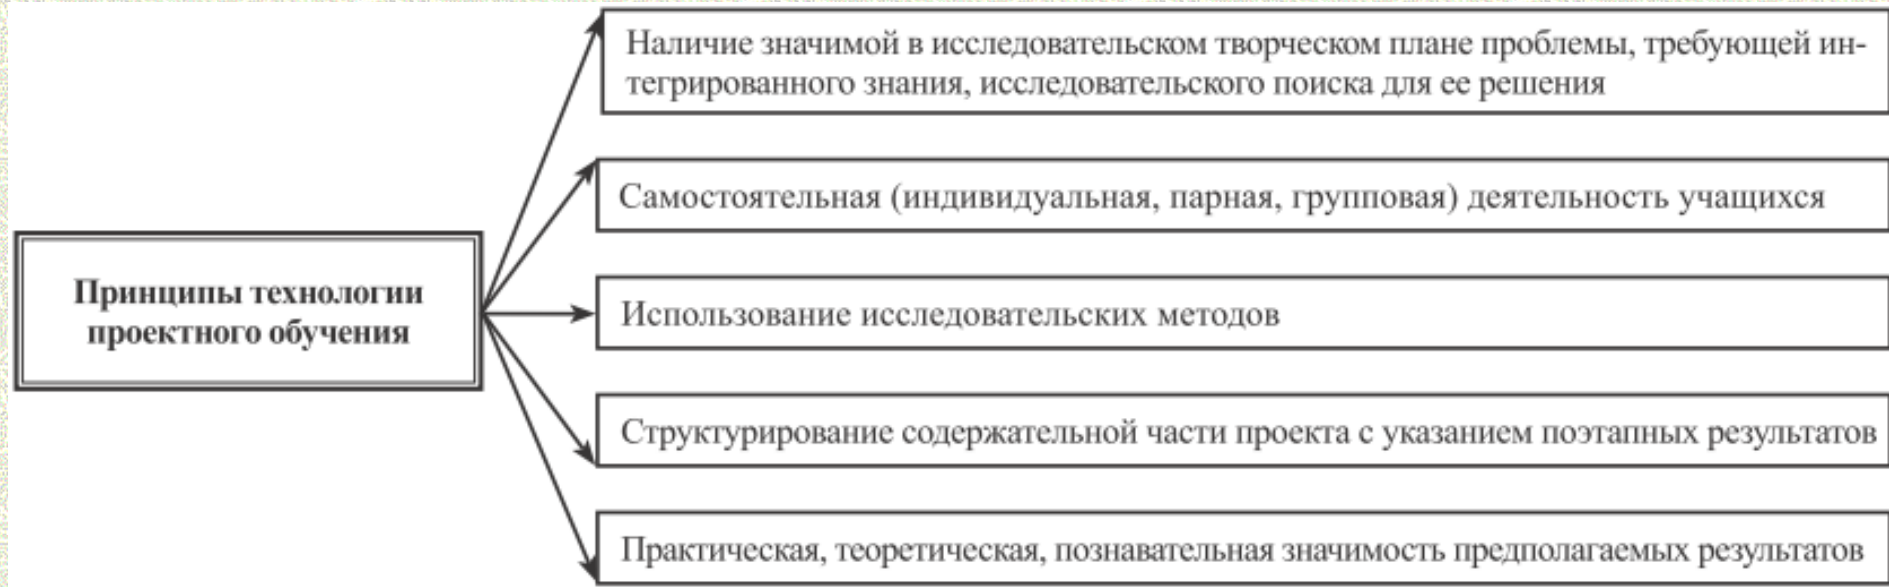 Принципы технологии
проектного обучения
Наличие значимой в исследовательском творческом плане проблемы, требующей ин-
тегрированного знания, исследовательского поиска для ее решения
Самостоятельная (индивидуальная, парная, групповая) деятельность учащихся
Использование исследовательских методов
Структурирование содержательной части проекта с указанием поэтапных результатов
Практическая, теоретическая, познавательная значимость предполагаемых результатов